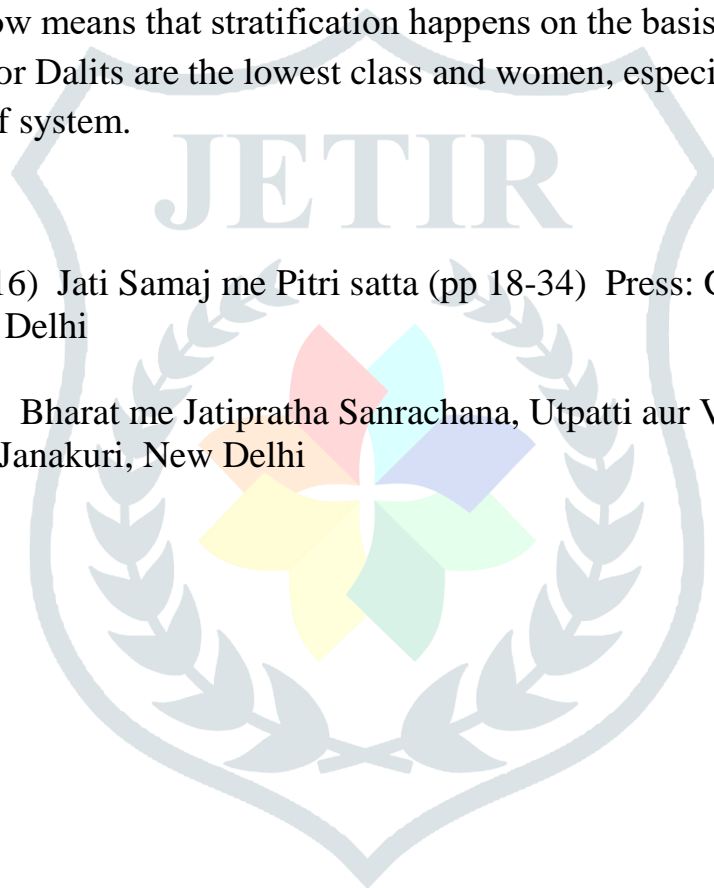 ow means that stratification happens on the basis
or Dalits are the lowest class and women, especi
f system.
JETIR
16) Jati Samaj me Pitri satta (pp 18-34) Press:
Delhi
Bharat me Jatipratha Sanrachana, Utpatti aur V
Janakuri, New Delhi